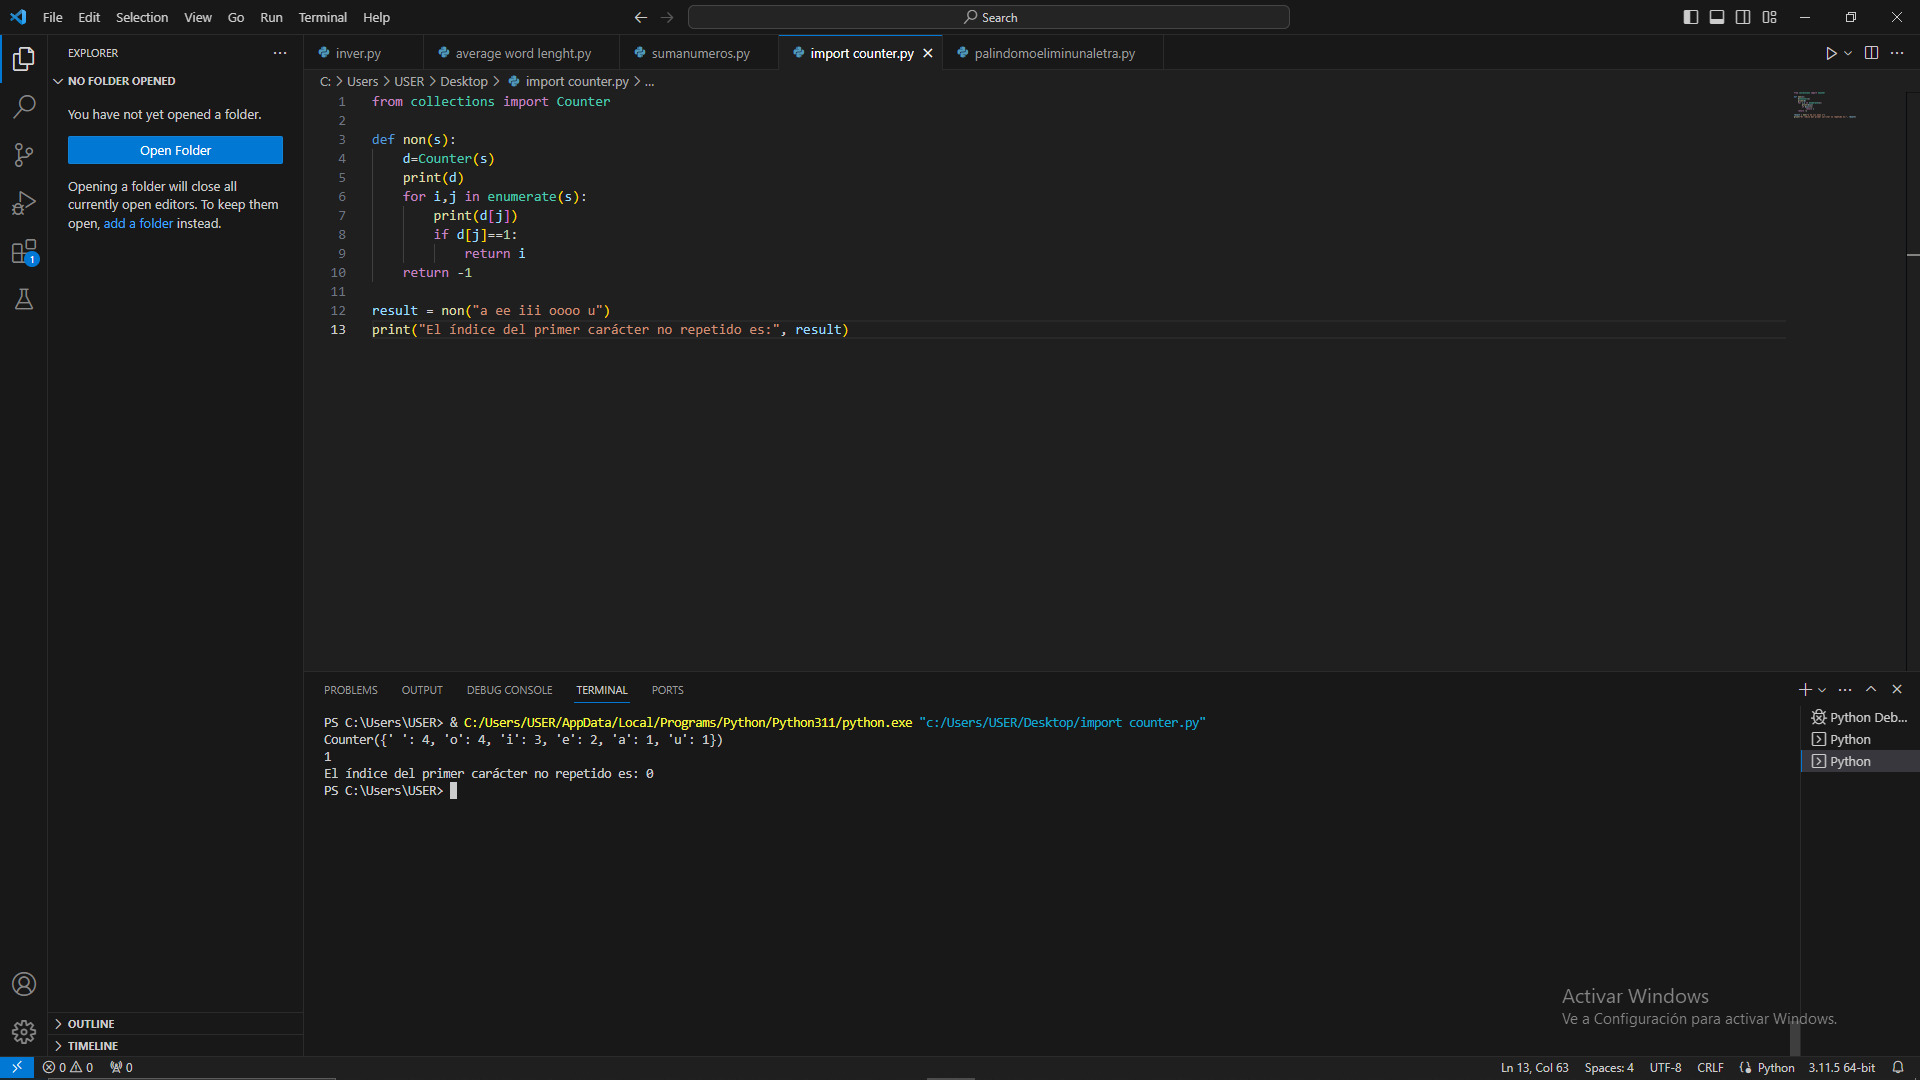 File Edit Selection View Go Run Terminal Help
Search
EXPLORER
NO FOLDER OPENED
You have not yet opened a folder.
Open Folder
Opening a folder will close all
currently open editors. To keep them
open, add a folder instead.
1
OUTLINE
TIMELINE
inver.py average word lenght.py sumanumeros.py import counter.py palindomoeliminunaletra.py
C: > Users > USER > Desktop > import counter.py > ...
1 from collections import Counter
2
3 def non(s):
4 d=Counter(s)
5 print(d)
6 for i,j in enumerate(s):
7 print(d[j])
8 if d[j]==1:
9 return i
10 return -1
11
12 result = non("a ee iii oooo u")
13 print("El índice del primer carácter no repetido es:", result)
PROBLEMS OUTPUT DEBUG CONSOLE TERMINAL PORTS
PS C:\Users\USER> & C:/Users/USER/AppData/Local/Programs/Python/Python311/python.exe "c:/Users/USER/Desktop/import counter.py"
Counter({' ': 4, 'o': 4, 'i': 3, 'e': 2, 'a': 1, 'u': 1})
1
El índice del primer carácter no repetido es: 0
PS C:\Users\USER>
Python Deb...
Python
Python
Activar Windows
Ve a Configuración para activar Windows.
0 0 0
Ln 13, Col 63 Spaces: 4 UTF-8 CRLF Python 3.11.5 64-bit